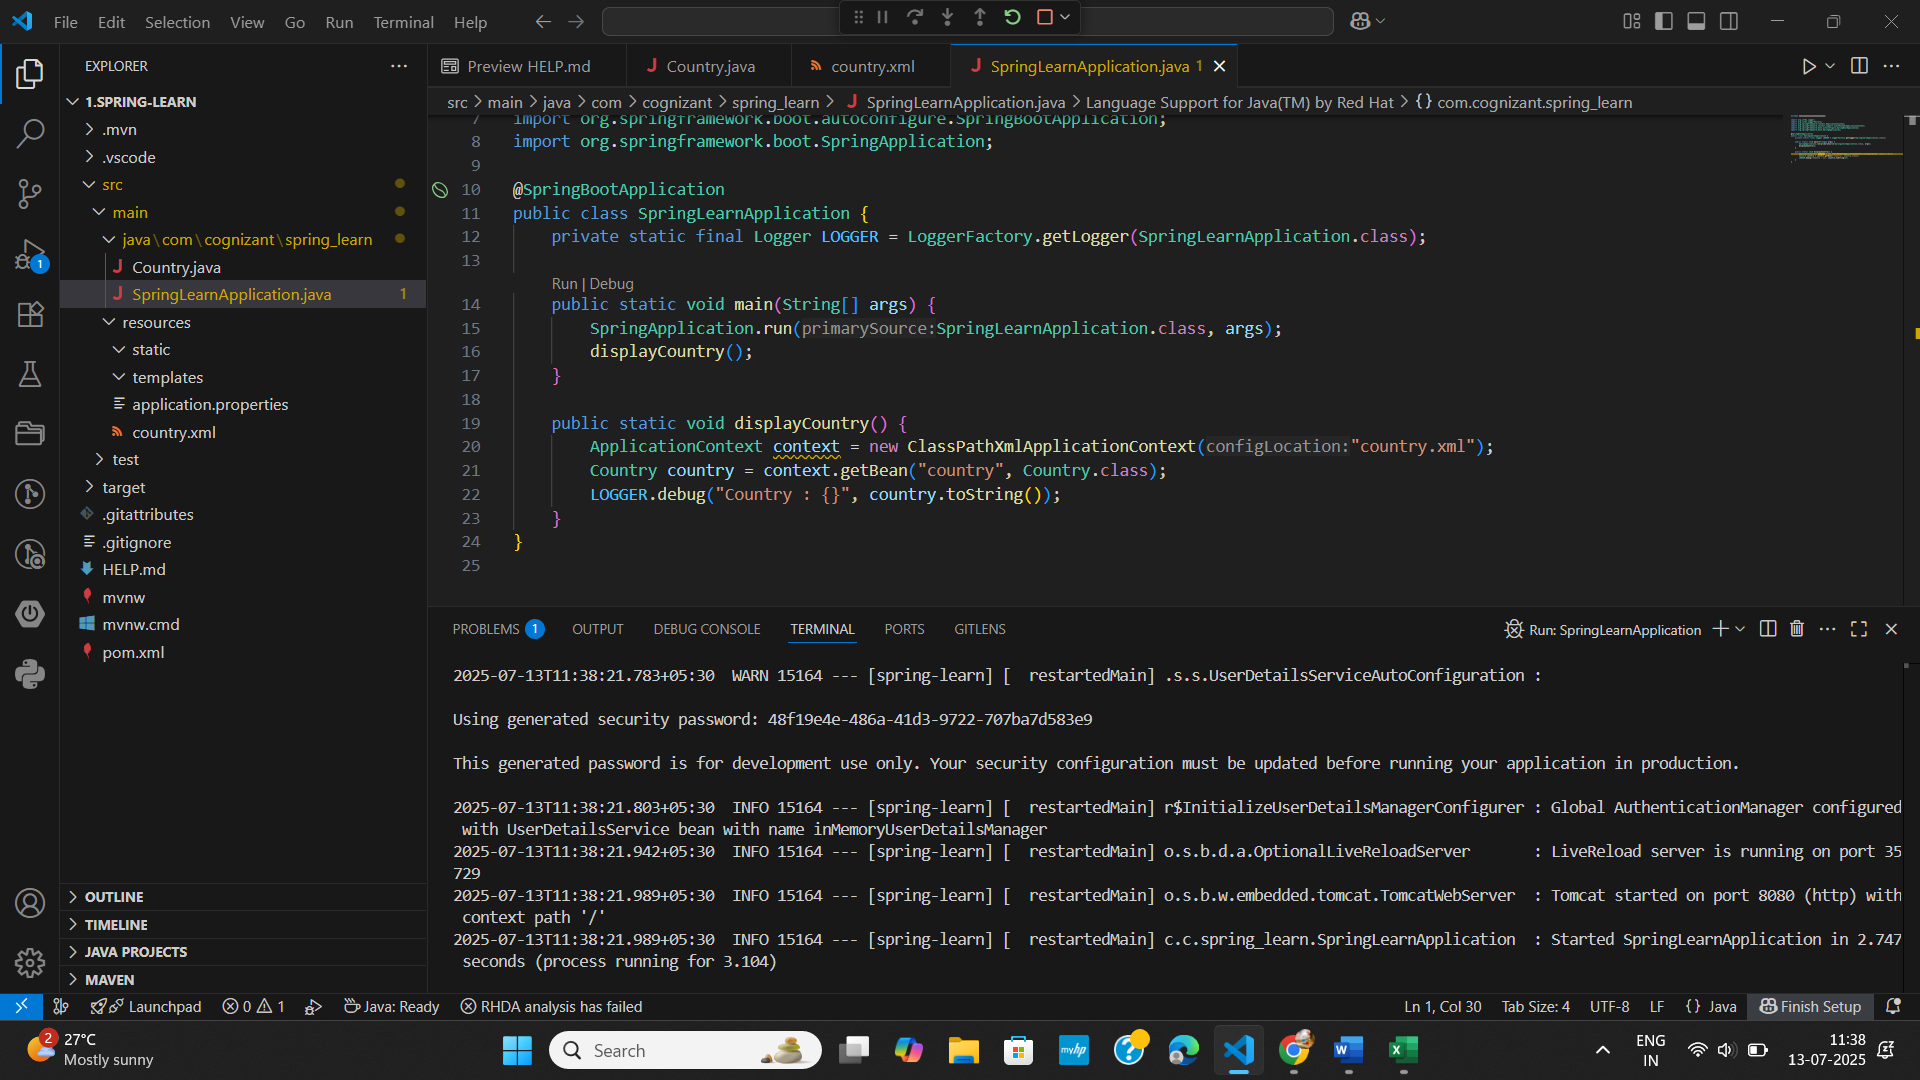 File Edit Selection View Go Run Terminal Help
EXPLORER
1.SPRING-LEARN
.mvn
.vscode
src
main
java\com\cognizant\spring_learn
Country.java
SpringLearnApplication.java 1
resources
static
templates
application.properties
country.xml
test
target
.gitattributes
.gitignore
HELP.md
mvnw
mvnw.cmd
pom.xml
OUTLINE
TIMELINE
JAVA PROJECTS
MAVEN
1
Preview HELP.md Country.java country.xml SpringLearnApplication.java 1
src > main > java > com > cognizant > spring_learn > SpringLearnApplication.java > Language Support for Java(TM) by Red Hat > {} com.cognizant.spring_learn
7 import org.springframework.boot.autoconfigure.SpringBootApplication;
8 import org.springframework.boot.SpringApplication;
9
10 @SpringBootApplication
11 public class SpringLearnApplication {
12 private static final Logger LOGGER = LoggerFactory.getLogger(SpringLearnApplication.class);
13
Run | Debug
14 public static void main(String[] args) {
15 SpringApplication.run(primarySource:SpringLearnApplication.class, args);
16 displayCountry();
17 }
18
19 public static void displayCountry() {
20 ApplicationContext context = new ClassPathXmlApplicationContext(configLocation:"country.xml");
21 Country country = context.getBean("country", Country.class);
22 LOGGER.debug("Country : {}", country.toString());
23 }
24 }
25
PROBLEMS 1 OUTPUT DEBUG CONSOLE TERMINAL PORTS GITLENS Run: SpringLearnApplication
2025-07-13T11:38:21.783+05:30  WARN 15164 --- [spring-learn] [  restartedMain] .s.s.UserDetailsServiceAutoConfiguration :
Using generated security password: 48f19e4e-486a-41d3-9722-707ba7d583e9
This generated password is for development use only. Your security configuration must be updated before running your application in production.
2025-07-13T11:38:21.803+05:30  INFO 15164 --- [spring-learn] [  restartedMain] r$InitializeUserDetailsManagerConfigurer : Global AuthenticationManager configured
with UserDetailsService bean with name inMemoryUserDetailsManager
2025-07-13T11:38:21.942+05:30  INFO 15164 --- [spring-learn] [  restartedMain] o.s.b.d.a.OptionalLiveReloadServer       : LiveReload server is running on port 35
729
2025-07-13T11:38:21.989+05:30  INFO 15164 --- [spring-learn] [  restartedMain] o.s.b.w.embedded.tomcat.TomcatWebServer  : Tomcat started on port 8080 (http) with
context path '/'
2025-07-13T11:38:21.989+05:30  INFO 15164 --- [spring-learn] [  restartedMain] c.c.spring_learn.SpringLearnApplication  : Started SpringLearnApplication in 2.747
seconds (process running for 3.104)
Launchpad 0 1 Java: Ready RHDA analysis has failed Ln 1, Col 30 Tab Size: 4 UTF-8 LF {} Java Finish Setup
2
27°C
Mostly sunny
Search
myhp
ENG
IN
11:38
13-07-2025